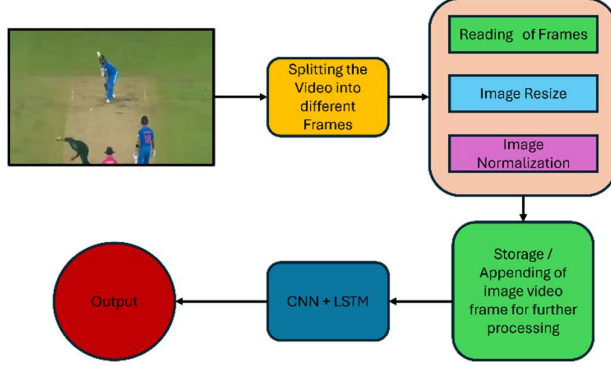 Splitting the
Video into
different
Frames
Reading of Frames
Image Resize
Image
Normalization
Storage /
Appending of
image video
frame for further
processing
CNN + LSTM
Output
18